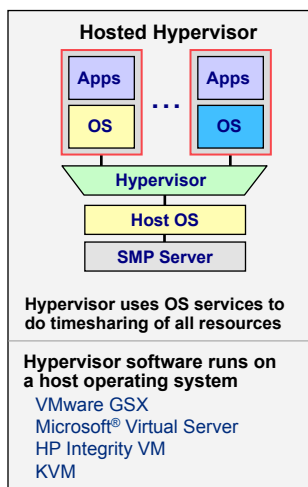 Hosted Hypervisor
Apps
Apps
...
OS
OS
Hypervisor
Host OS
SMP Server
Hypervisor uses OS services to
do timesharing of all resources
Hypervisor software runs on
a host operating system
VMware GSX
Microsoft® Virtual Server
HP Integrity VM
KVM